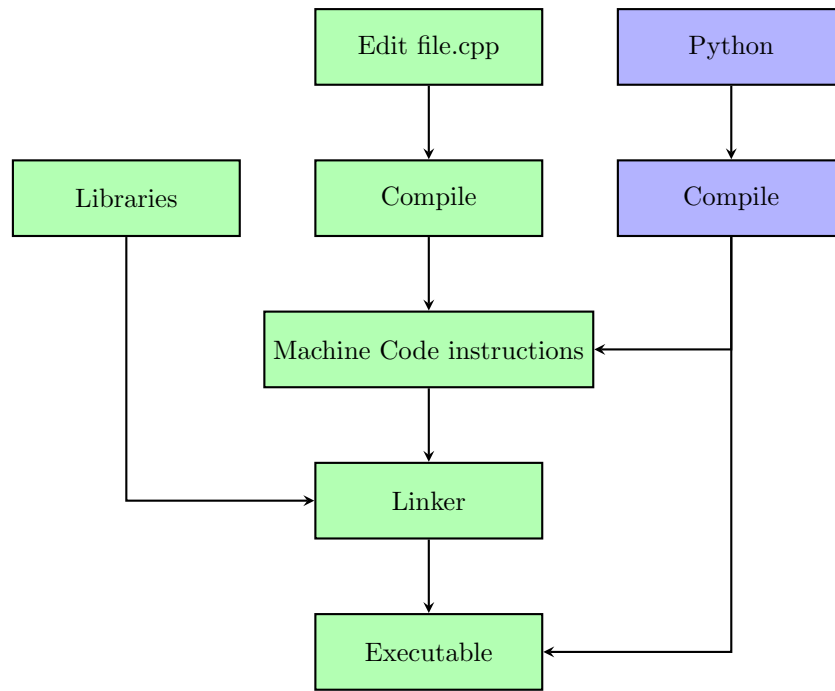 Edit file.cpp
Python
Libraries
Compile
Compile
Machine Code instructions
Linker
Executable